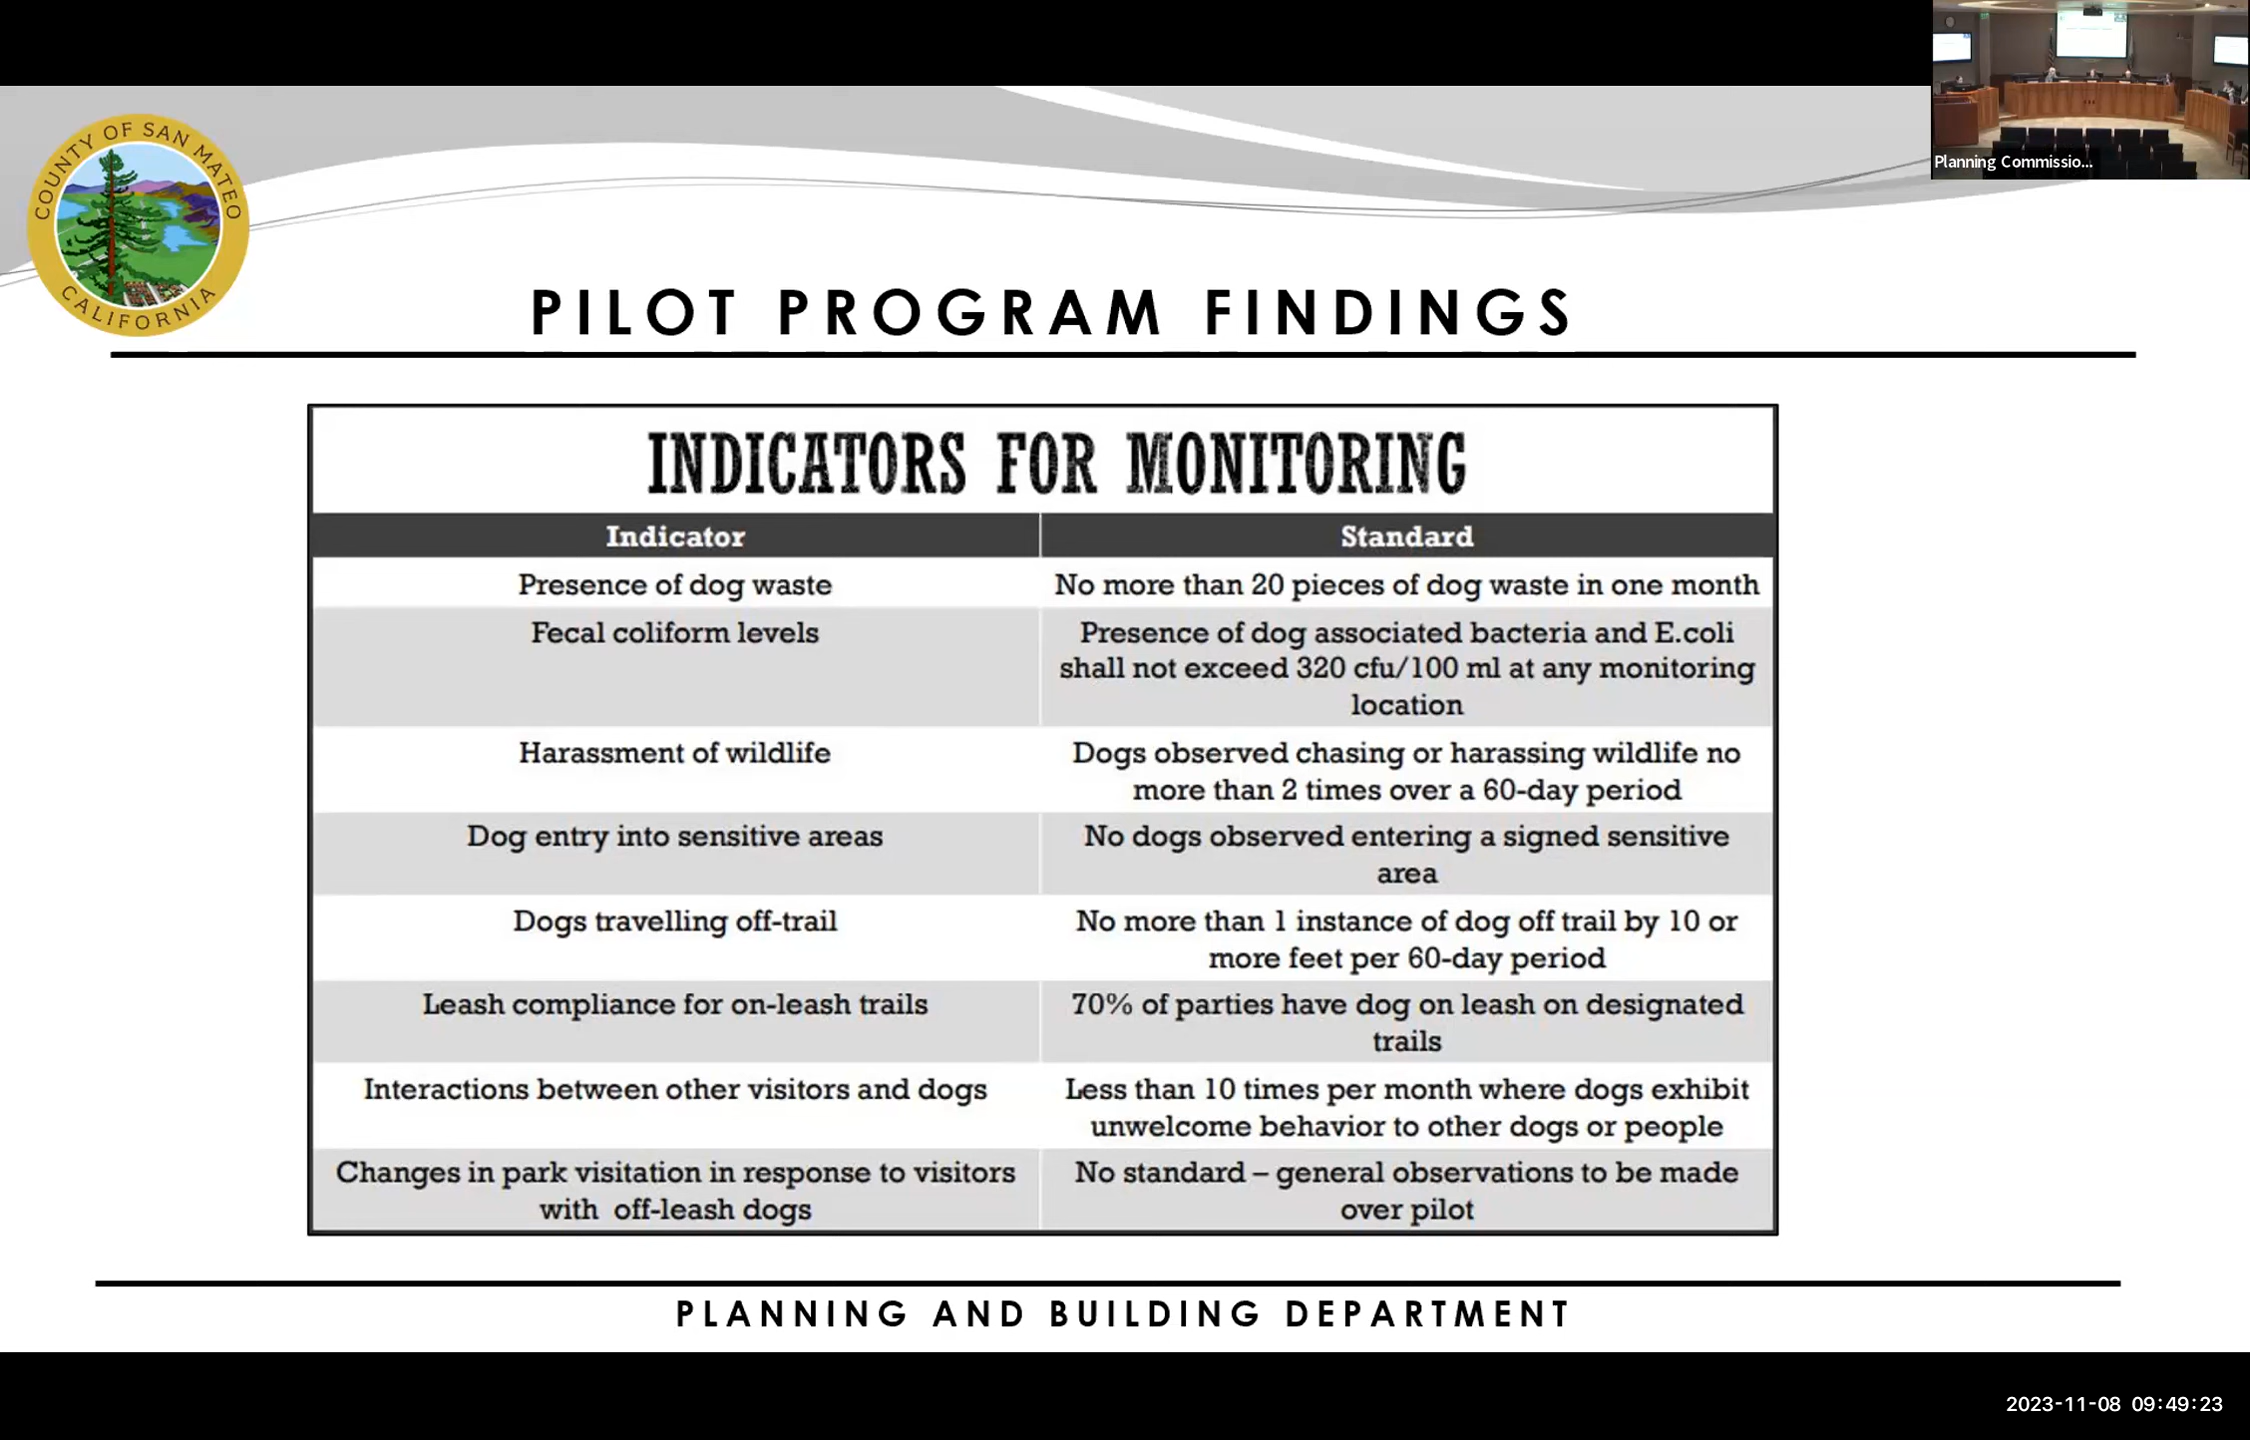 Planning Commissio...
COUNTY OF SAN MATEO
CALIFORNIA
PILOT PROGRAM FINDINGS
INDICATORS FOR MONITORING
Indicator
Standard
Presence of dog waste
No more than 20 pieces of dog waste in one month
Fecal coliform levels
Presence of dog associated bacteria and E.coli
shall not exceed 320 cfu/100 ml at any monitoring
location
Harassment of wildlife
Dogs observed chasing or harassing wildlife no
more than 2 times over a 60-day period
Dog entry into sensitive areas
No dogs observed entering a signed sensitive
area
Dogs travelling off-trail
No more than 1 instance of dog off trail by 10 or
more feet per 60-day period
Leash compliance for on-leash trails
70% of parties have dog on leash on designated
trails
Interactions between other visitors and dogs
Less than 10 times per month where dogs exhibit
unwelcome behavior to other dogs or people
Changes in park visitation in response to visitors
with off-leash dogs
No standard – general observations to be made
over pilot
PLANNING AND BUILDING DEPARTMENT
2023-11-08 09:49:23